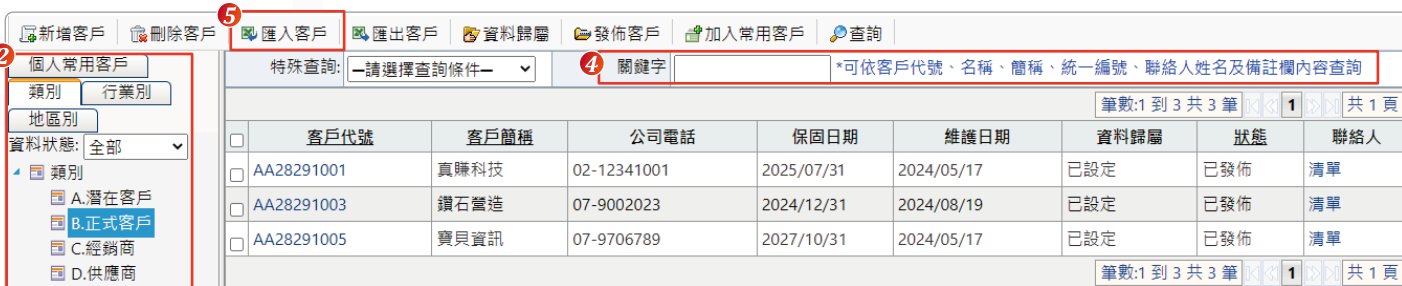 5
新增客戶 刪除客戶 匯入客戶 匯出客戶 資料歸屬 發佈客戶 加入常用客戶 查詢
2
個人常用客戶
類別 行業別
地區別
資料狀態: 全部
類別
A.潛在客戶
B.正式客戶
C.經銷商
D.供應商
特殊查詢: —請選擇查詢條件— 4 關鍵字 *可依客戶代號、名稱、簡稱、統一編號、聯絡人姓名及備註欄內容查詢
筆數:1 到 3 共 3 筆 1 共 1 頁
客戶代號 客戶簡稱 公司電話 保固日期 維護日期 資料歸屬 狀態 聯絡人
AA28291001 真賺科技 02-12341001 2025/07/31 2024/05/17 已設定 已發佈 清單
AA28291003 鑽石營造 07-9002023 2024/12/31 2024/08/19 已設定 已發佈 清單
AA28291005 寶貝資訊 07-9706789 2027/10/31 2024/05/17 已設定 已發佈 清單
筆數:1 到 3 共 3 筆 1 共 1 頁